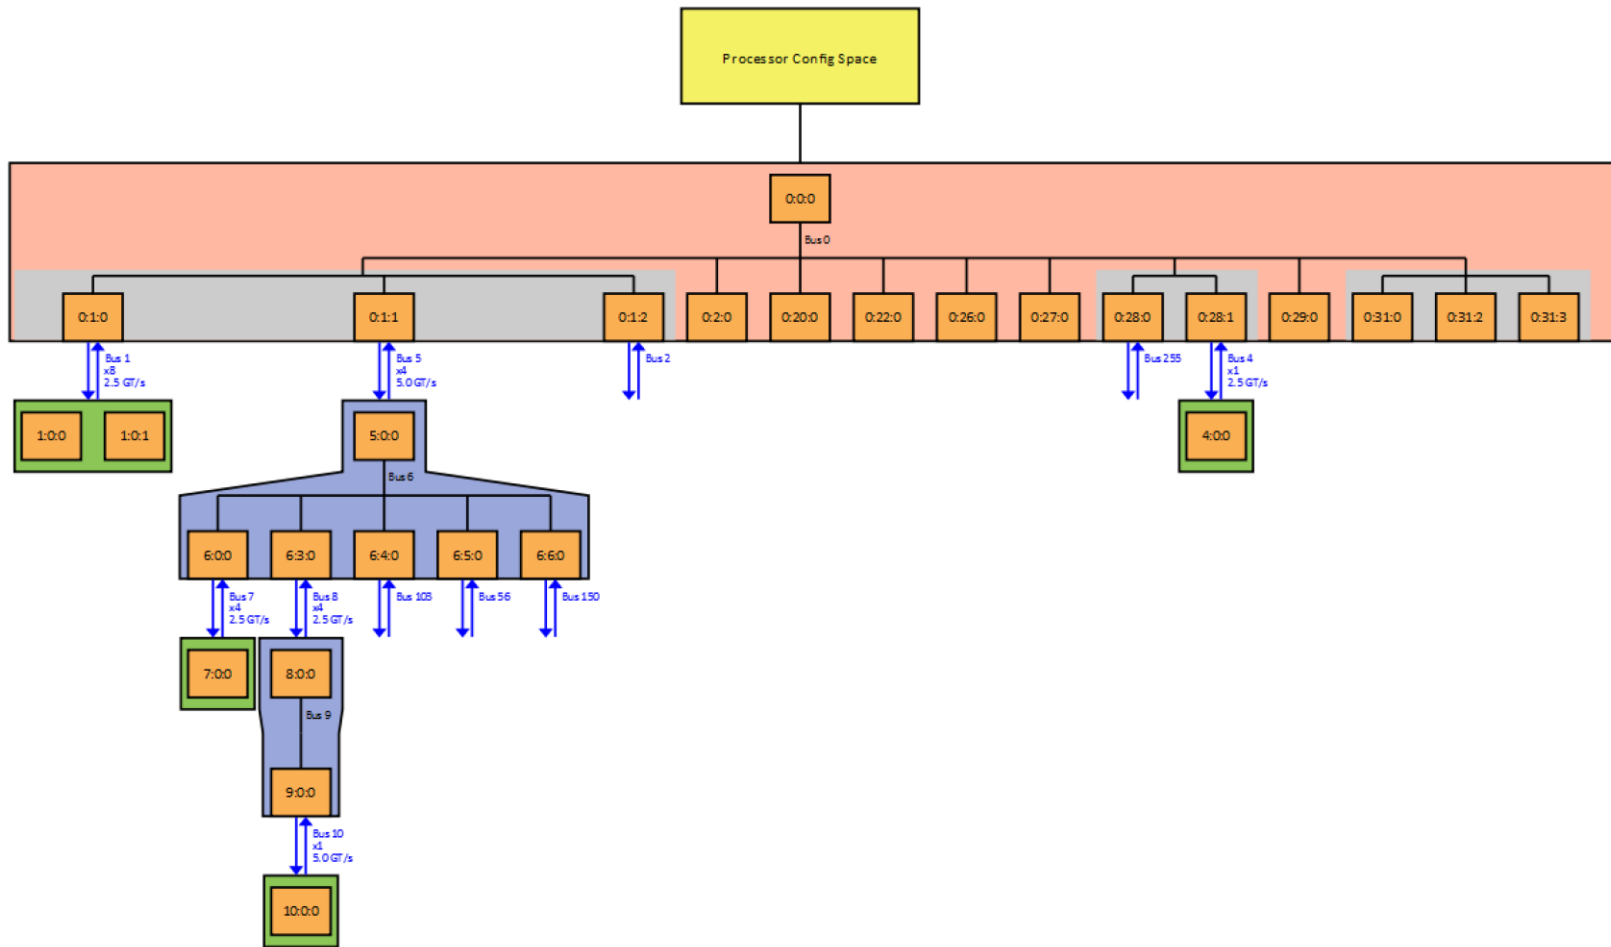 Processor Config Space
0:0:0
Bus 0
0:1:0
0:1:1
0:1:2
0:2:0
0:20:0
0:22:0
0:26:0
0:27:0
0:28:0
0:28:1
0:29:0
0:31:0
0:31:2
0:31:3
Bus 1
x8
2.5 GT/s
Bus 5
x4
5.0 GT/s
Bus 2
Bus 255
Bus 4
x1
2.5 GT/s
1:0:0
1:0:1
5:0:0
4:0:0
Bus 6
6:0:0
6:3:0
6:4:0
6:5:0
6:6:0
Bus 7
x4
2.5 GT/s
Bus 8
x4
2.5 GT/s
Bus 103
Bus 56
Bus 150
7:0:0
8:0:0
Bus 9
9:0:0
Bus 10
x1
5.0 GT/s
10:0:0